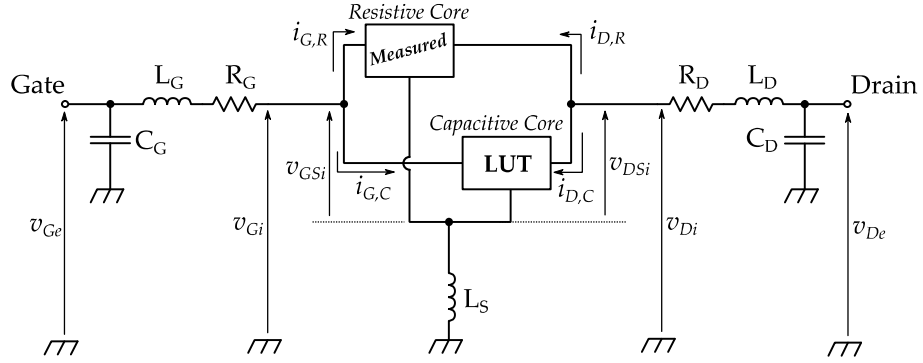 Resistive Core
i_{G,R}
Measured
i_{D,R}
Gate
L_G
R_G
R_D
L_D
Drain
C_G
Capacitive Core
C_D
v_{GSi}
LUT
v_{DSi}
i_{G,C}
i_{D,C}
v_{Ge}
v_{Gi}
v_{Di}
v_{De}
L_S